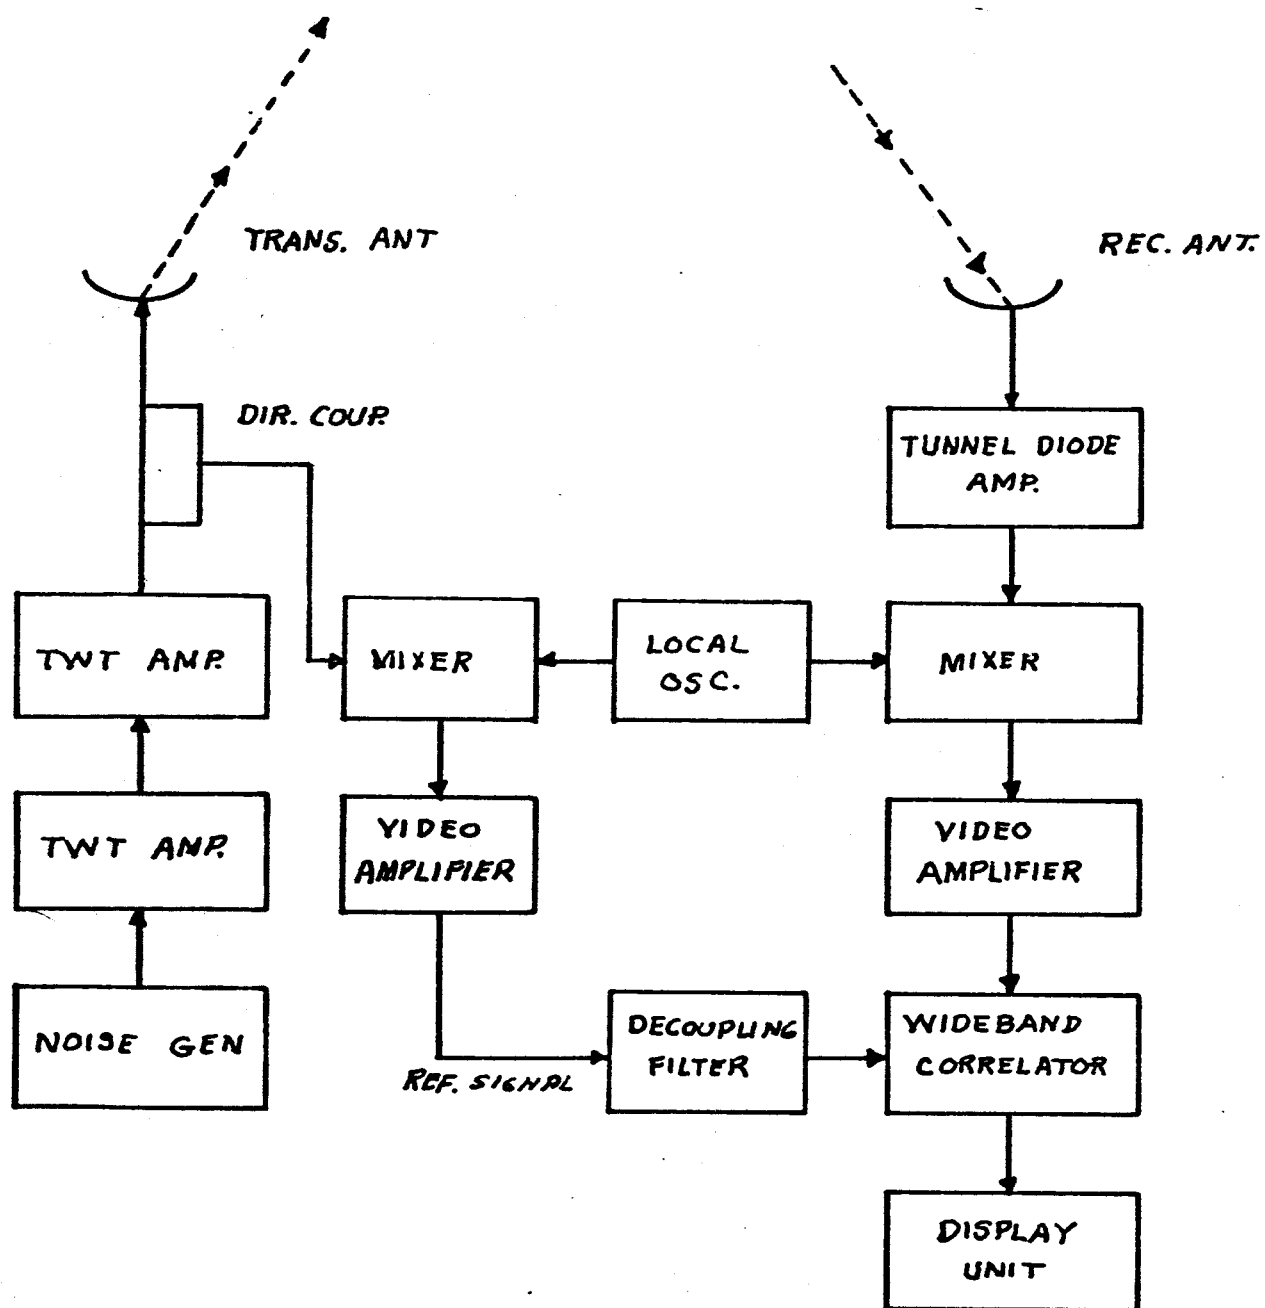 TRANS. ANT
REC. ANT.
DIR. COUP.
TUNNEL DIODE
AMP.
TWT AMP.
MIXER
LOCAL
OSC.
MIXER
TWT AMP.
VIDEO
AMPLIFIER
VIDEO
AMPLIFIER
NOISE GEN
REF. SIGNAL
DECOUPLING
FILTER
WIDEBAND
CORRELATOR
DISPLAY
UNIT